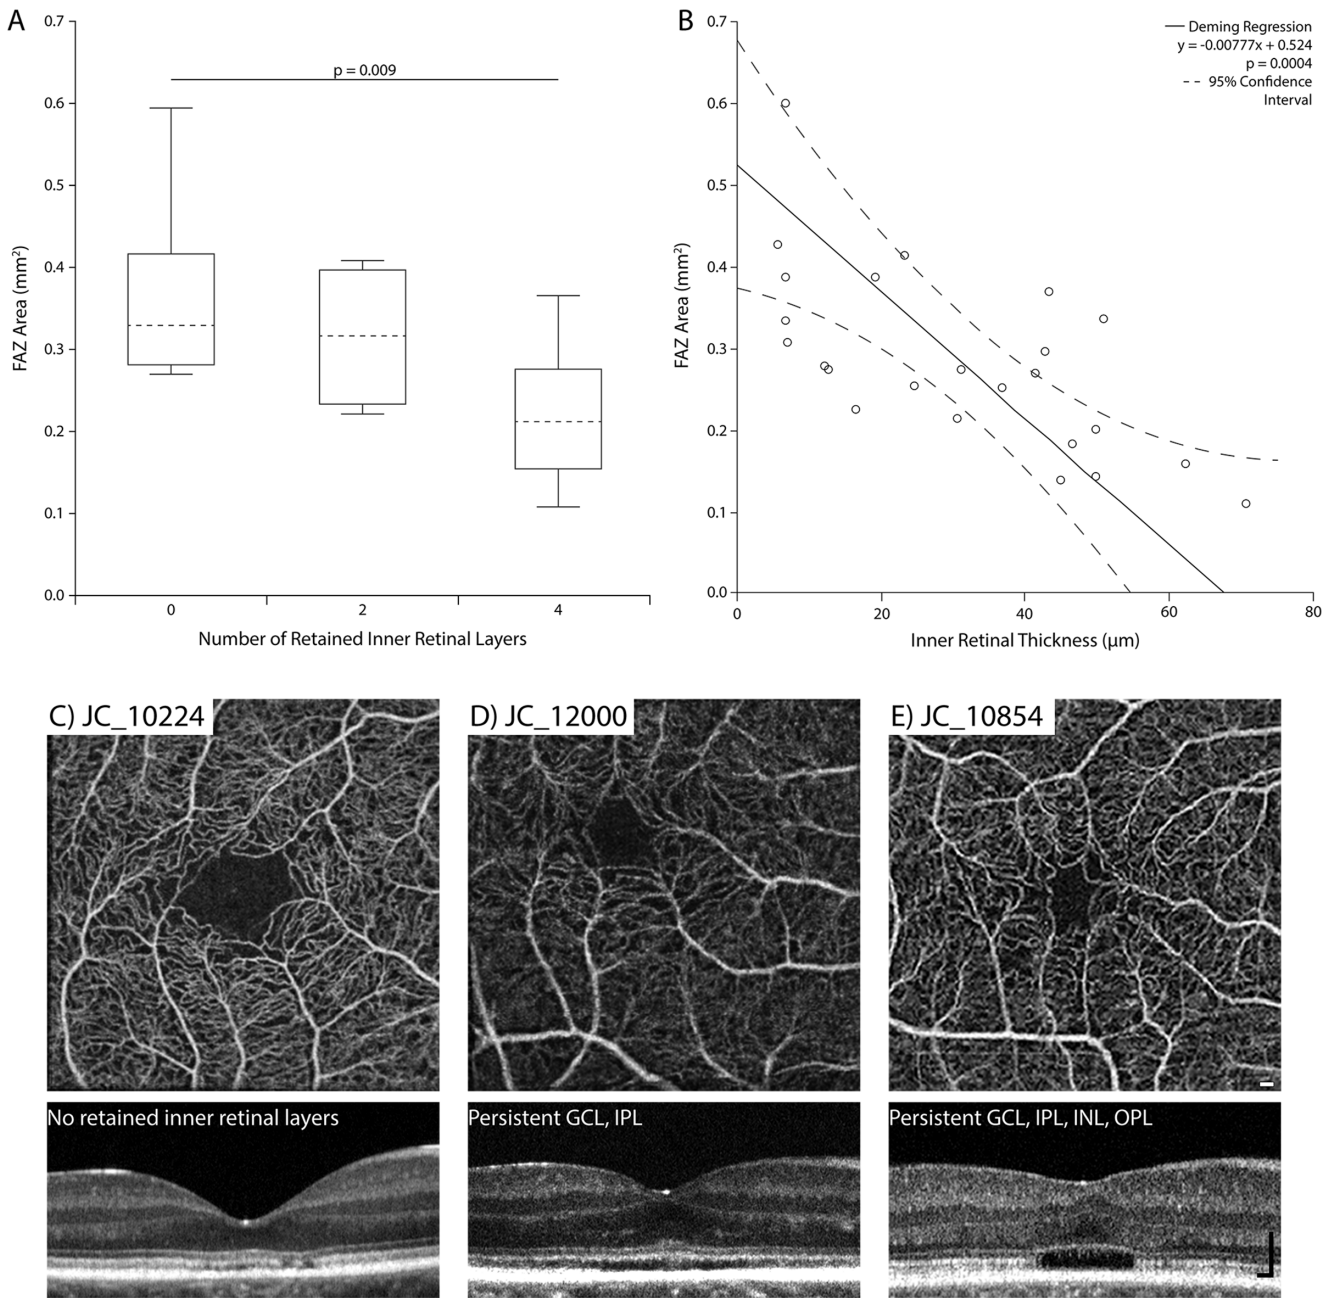 A
0.7
0.6
0.5
0.4
0.3
0.2
0.1
0.0
FAZ Area (mm²)
p = 0.009
0
2
4
Number of Retained Inner Retinal Layers
B
0.7
0.6
0.5
0.4
0.3
0.2
0.1
0.0
FAZ Area (mm²)
Deming Regression
y = -0.00777x + 0.524
p = 0.0004
95% Confidence
Interval
0
20
40
60
80
Inner Retinal Thickness (µm)
C) JC_10224
D) JC_12000
E) JC_10854
No retained inner retinal layers
Persistent GCL, IPL
Persistent GCL, IPL, INL, OPL